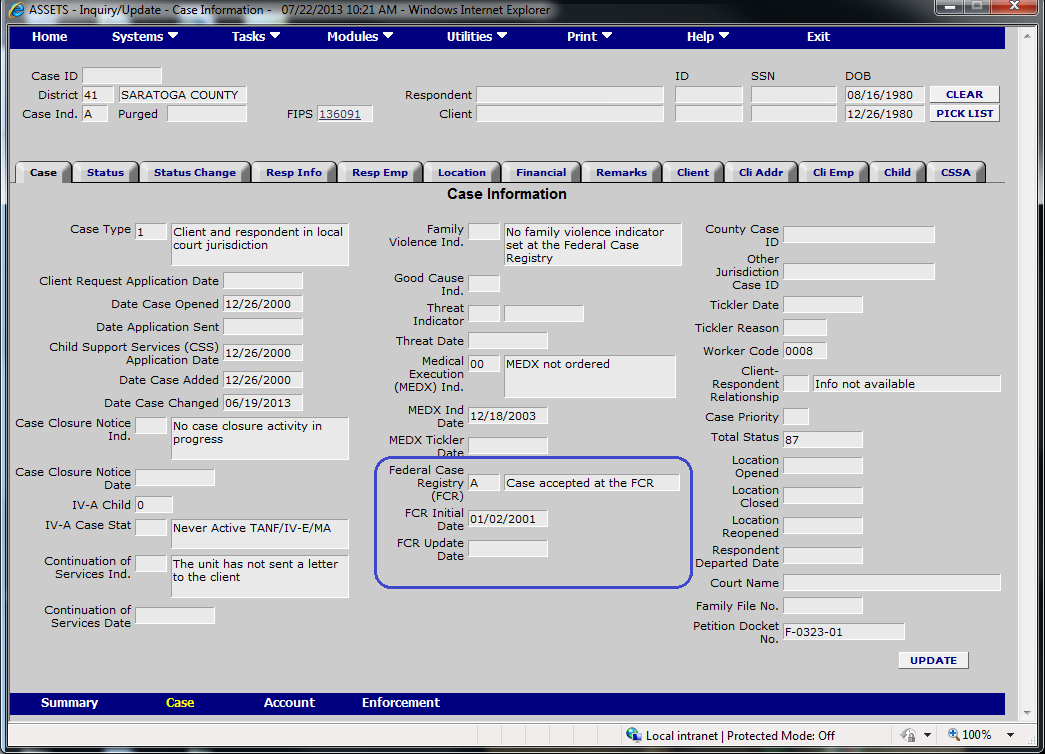 ASSETS - Inquiry/Update - Case Information - 07/22/2013 10:21 AM - Windows Internet Explorer
Home Systems Tasks Modules Utilities Print Help Exit
Case ID
ID SSN DOB
District 41 SARATOGA COUNTY Respondent 08/16/1980 CLEAR
Case Ind. A Purged FIPS 136091 Client 12/26/1980 PICK LIST
Case Status Status Change Resp Info Resp Emp Location Financial Remarks Client Cli Addr Cli Emp Child CSSA
Case Information
Case Type 1 Client and respondent in local
court jurisdiction
Client Request Application Date
Date Case Opened 12/26/2000
Date Application Sent
Child Support Services (CSS)
Application Date 12/26/2000
Date Case Added 12/26/2000
Date Case Changed 06/19/2013
Case Closure Notice
Ind.
No case closure activity in
progress
Case Closure Notice
Date
IV-A Child 0
IV-A Case Stat Never Active TANF/IV-E/MA
Continuation of
Services Ind.
The unit has not sent a letter
to the client
Continuation of
Services Date
Family
Violence Ind.
No family violence indicator
set at the Federal Case
Registry
Good Cause
Ind.
Threat
Indicator
Threat Date
Medical
Execution
(MEDX) Ind.
00 MEDX not ordered
MEDX Ind
Date
12/18/2003
MEDX Tickler
Date
Federal Case
Registry
(FCR)
A Case accepted at the FCR
FCR Initial
Date
01/02/2001
FCR Update
Date
County Case
ID
Other
Jurisdiction
Case ID
Tickler Date
Tickler Reason
Worker Code 0008
Client-
Respondent
Relationship
Info not available
Case Priority
Total Status 87
Location
Opened
Location
Closed
Location
Reopened
Respondent
Departed Date
Court Name
Family File No.
Petition Docket
No.
F-0323-01
UPDATE
Summary Case Account Enforcement
Local intranet | Protected Mode: Off 100%